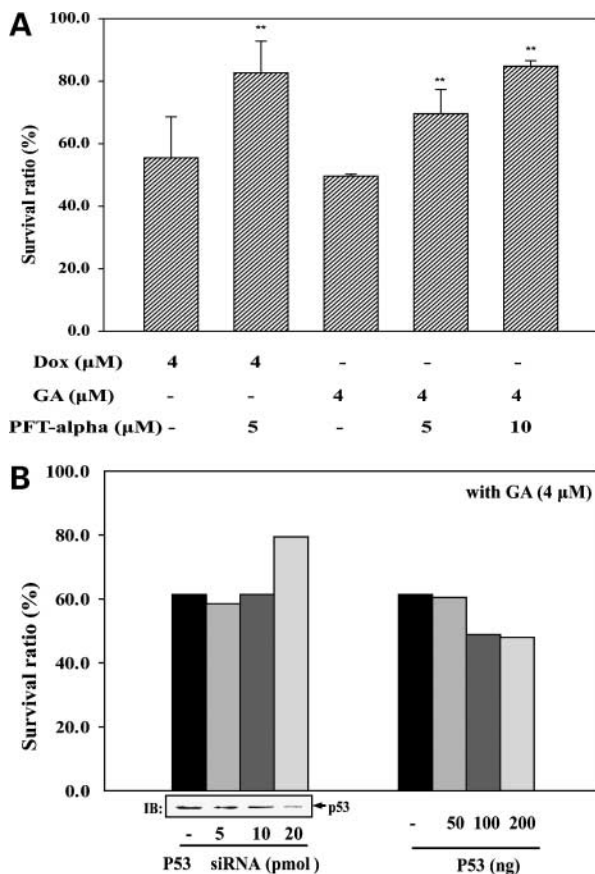 A
100.0
80.0
60.0
40.0
20.0
0.0
Survival ratio (%)
**
**
**
Dox (μM) 4 4 - - -
GA (μM) - - 4 4 4
PFT-alpha (μM) - 5 - 5 10
B
100.0
80.0
60.0
40.0
20.0
0.0
Survival ratio (%)
with GA (4 μM)
IB: p53
- 5 10 20
- 50 100 200
P53 siRNA (pmol)
P53 (ng)